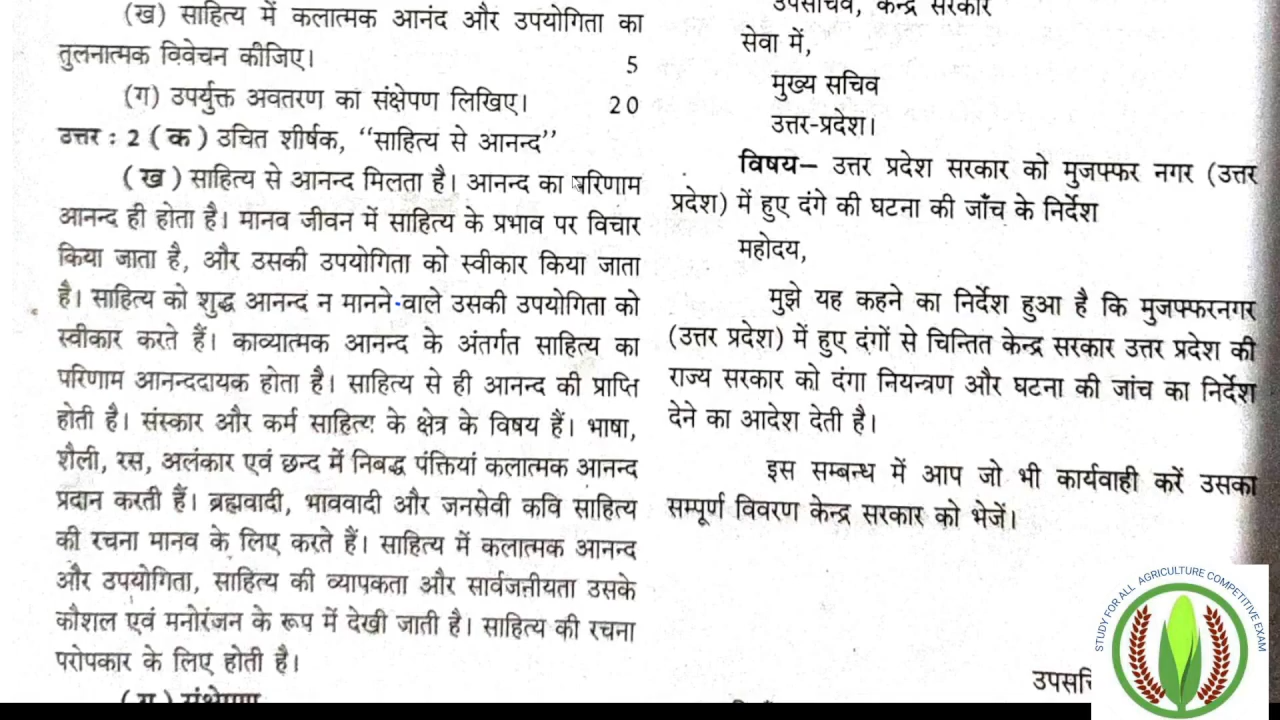 (ख) साहित्य में कलात्मक आनंद और उपयोगिता का
तुलनात्मक विवेचन कीजिए। 5
(ग) उपर्युक्त अवतरण का संक्षेपण लिखिए। 20
उत्तर : 2 (क) उचित शीर्षक, ‘‘साहित्य से आनन्द’’
(ख) साहित्य से आनन्द मिलता है। आनन्द का परिणाम
आनन्द ही होता है। मानव जीवन में साहित्य के प्रभाव पर विचार
किया जाता है, और उसकी उपयोगिता को स्वीकार किया जाता
है। साहित्य को शुद्ध आनन्द न मानने वाले उसकी उपयोगिता को
स्वीकार करते हैं। काव्यात्मक आनन्द के अंतर्गत साहित्य का
परिणाम आनन्ददायक होता है। साहित्य से ही आनन्द की प्राप्ति
होती है। संस्कार और कर्म साहित्य के क्षेत्र के विषय हैं। भाषा,
शैली, रस, अलंकार एवं छन्द में निबद्ध पंक्तियां कलात्मक आनन्द
प्रदान करती हैं। ब्रह्मवादी, भाववादी और जनसेवी कवि साहित्य
की रचना मानव के लिए करते हैं। साहित्य में कलात्मक आनन्द
और उपयोगिता, साहित्य की व्यापकता और सार्वजनीयता उसके
कौशल एवं मनोरंजन के रूप में देखी जाती है। साहित्य की रचना
परोपकार के लिए होती है।
(ग) संक्षेपण
उपसचिव, केन्द्र सरकार
सेवा में,
मुख्य सचिव
उत्तर-प्रदेश।
विषय– उत्तर प्रदेश सरकार को मुजफ्फर नगर (उत्तर
प्रदेश) में हुए दंगे की घटना की जाँच के निर्देश
महोदय,
मुझे यह कहने का निर्देश हुआ है कि मुजफ्फरनगर
(उत्तर प्रदेश) में हुए दंगों से चिन्तित केन्द्र सरकार उत्तर प्रदेश की
राज्य सरकार को दंगा नियन्त्रण और घटना की जांच का निर्देश
देने का आदेश देती है।
इस सम्बन्ध में आप जो भी कार्यवाही करें उसका
सम्पूर्ण विवरण केन्द्र सरकार को भेजें।
STUDY FOR ALL AGRICULTURE COMPETITIVE EXAM